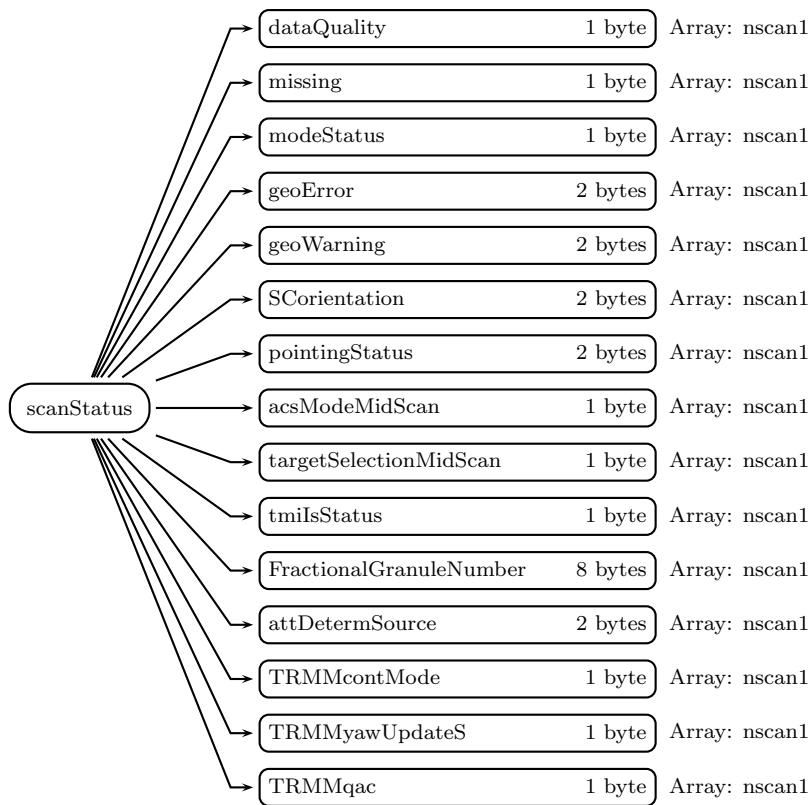 dataQuality 1 byte Array: nscan1
missing 1 byte Array: nscan1
modeStatus 1 byte Array: nscan1
geoError 2 bytes Array: nscan1
geoWarning 2 bytes Array: nscan1
SCorientation 2 bytes Array: nscan1
pointingStatus 2 bytes Array: nscan1
scanStatus acsModeMidScan 1 byte Array: nscan1
targetSelectionMidScan 1 byte Array: nscan1
tmiIsStatus 1 byte Array: nscan1
FractionalGranuleNumber 8 bytes Array: nscan1
attDetermSource 2 bytes Array: nscan1
TRMMcontMode 1 byte Array: nscan1
TRMMyawUpdateS 1 byte Array: nscan1
TRMMqac 1 byte Array: nscan1